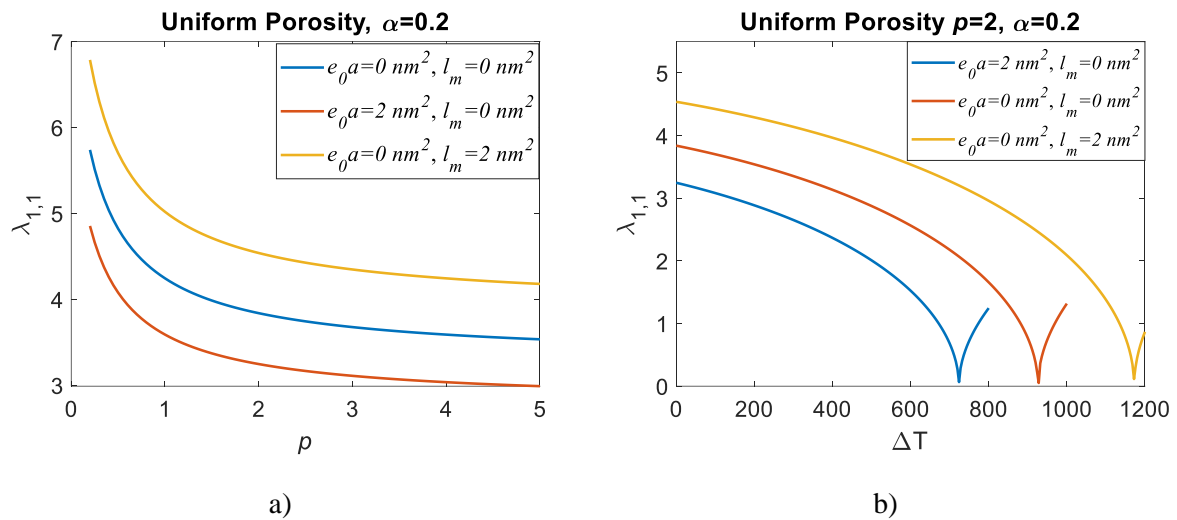 Uniform Porosity, α=0.2
7
6
5
4
3
λ1,1
e0a=0 nm², lm=0 nm²
e0a=2 nm², lm=0 nm²
e0a=0 nm², lm=2 nm²
0 1 2 3 4 5
p
a)
Uniform Porosity p=2, α=0.2
5
4
3
2
1
0
λ1,1
e0a=2 nm², lm=0 nm²
e0a=0 nm², lm=0 nm²
e0a=0 nm², lm=2 nm²
0 200 400 600 800 1000 1200
ΔT
b)